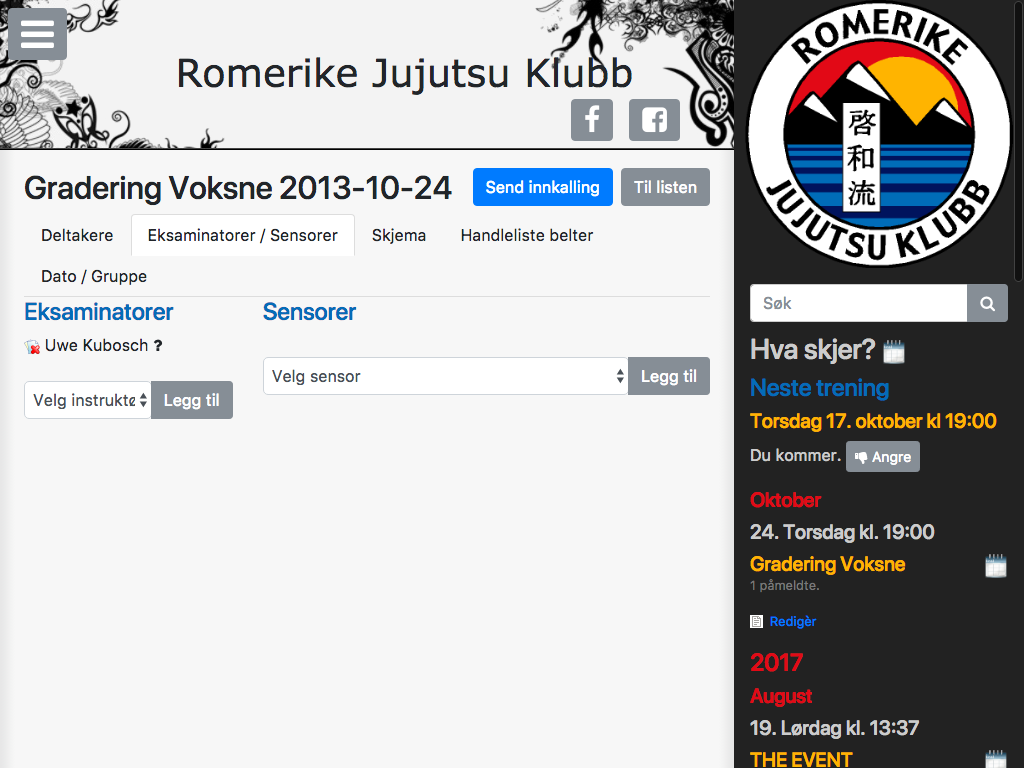 Romerike Jujutsu Klubb
Gradering Voksne 2013-10-24
Send innkalling
Til listen
Deltakere
Eksaminatorer / Sensorer
Skjema
Handleliste belter
Dato / Gruppe
Eksaminatorer
Uwe Kubosch ?
Velg instruktø
Legg til
Sensorer
Velg sensor
Legg til
ROMERIKE
啓和流
JUJUTSU KLUBB
Søk
Hva skjer?
Neste trening
Torsdag 17. oktober kl 19:00
Du kommer. Angre
Oktober
24. Torsdag kl. 19:00
Gradering Voksne
1 påmeldte.
Redigèr
2017
August
19. Lørdag kl. 13:37
THE EVENT